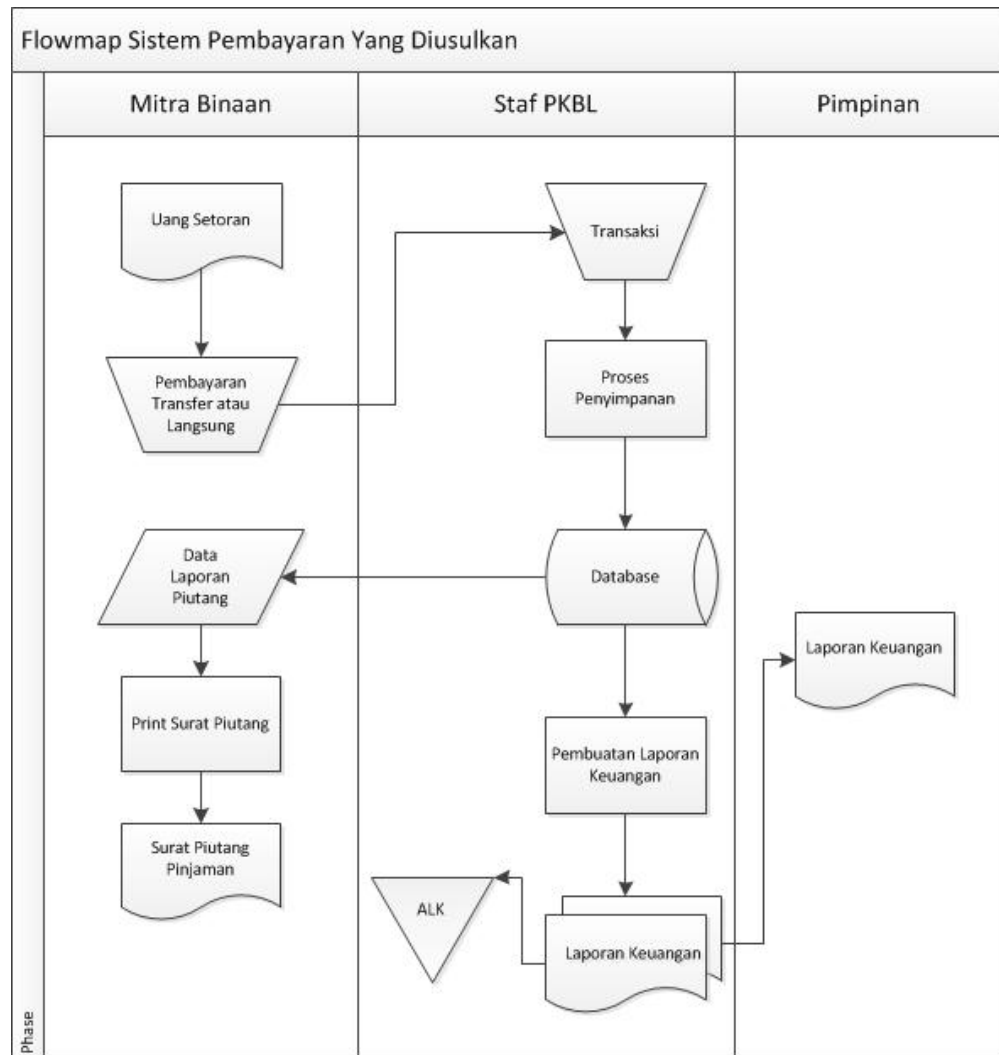 Flowmap Sistem Pembayaran Yang Diusulkan
Mitra Binaan
Staf PKBL
Pimpinan
Uang Setoran
Transaksi
Pembayaran
Transfer atau
Langsung
Proses
Penyimpanan
Data
Laporan
Piutang
Database
Laporan Keuangan
Print Surat Piutang
Pembuatan Laporan
Keuangan
Surat Piutang
Pinjaman
ALK
Laporan Keuangan
Phase